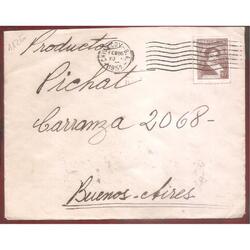 Productos
Pichat
Carranza 2068-
Buenos-Aires